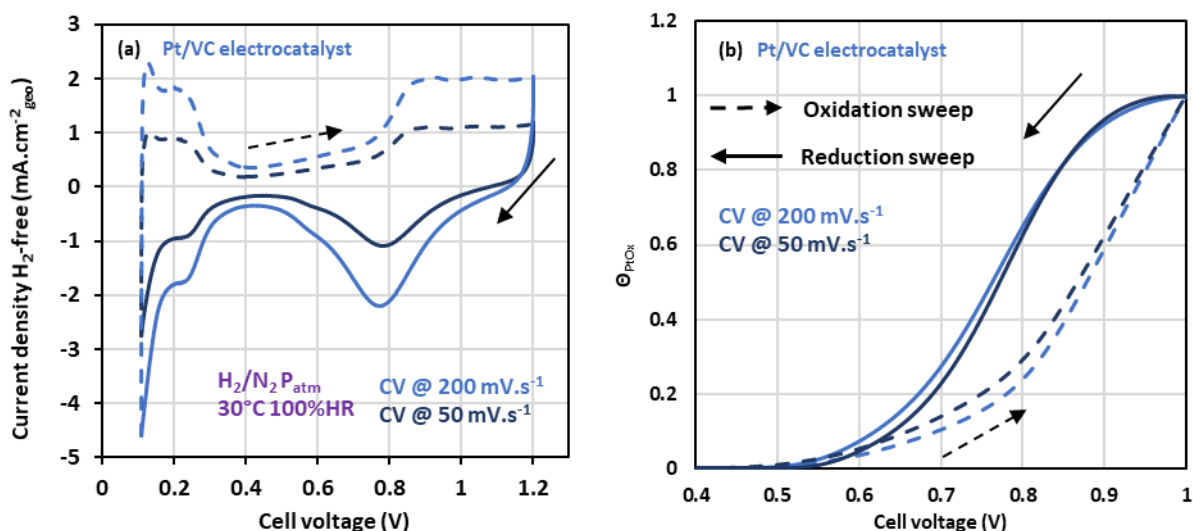 (a) Pt/VC electrocatalyst
Current density H₂-free (mA.cm⁻²geo)
3
2
1
0
-1
-2
-3
-4
-5
H₂/N₂ Patm
30°C 100%HR
CV @ 200 mV.s⁻¹
CV @ 50 mV.s⁻¹
0 0.2 0.4 0.6 0.8 1 1.2
Cell voltage (V)
(b) Pt/VC electrocatalyst
Oxidation sweep
Reduction sweep
CV @ 200 mV.s⁻¹
CV @ 50 mV.s⁻¹
ΘPtOx
1.2
1
0.8
0.6
0.4
0.2
0
0.4 0.5 0.6 0.7 0.8 0.9 1
Cell voltage (V)